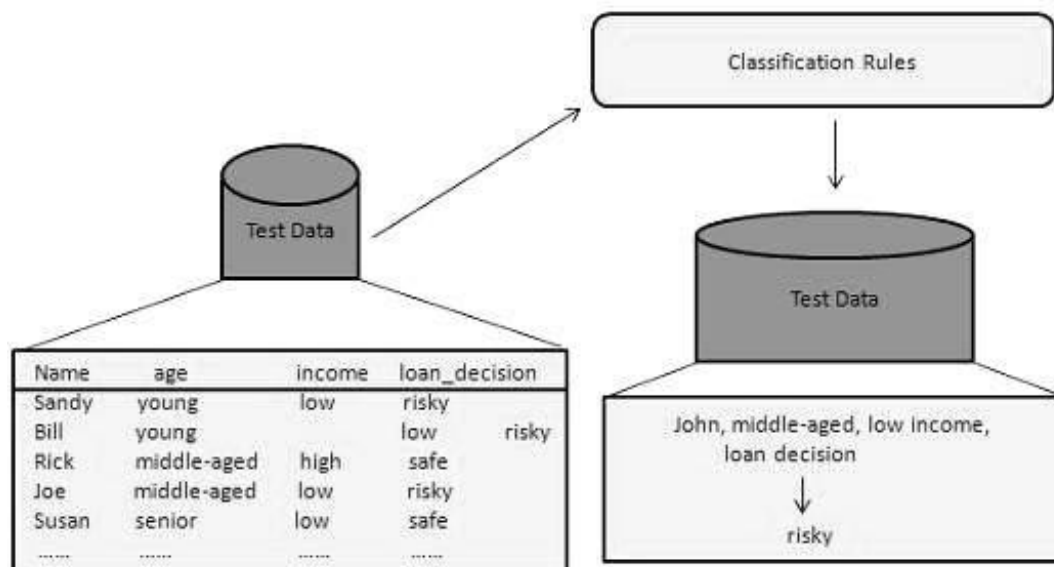 Classification Rules
Test Data
Test Data
Name age income loan_decision
Sandy young low risky
Bill young low risky
Rick middle-aged high safe
Joe middle-aged low risky
Susan senior low safe
...... ...... ...... ......
John, middle-aged, low income,
loan decision
risky